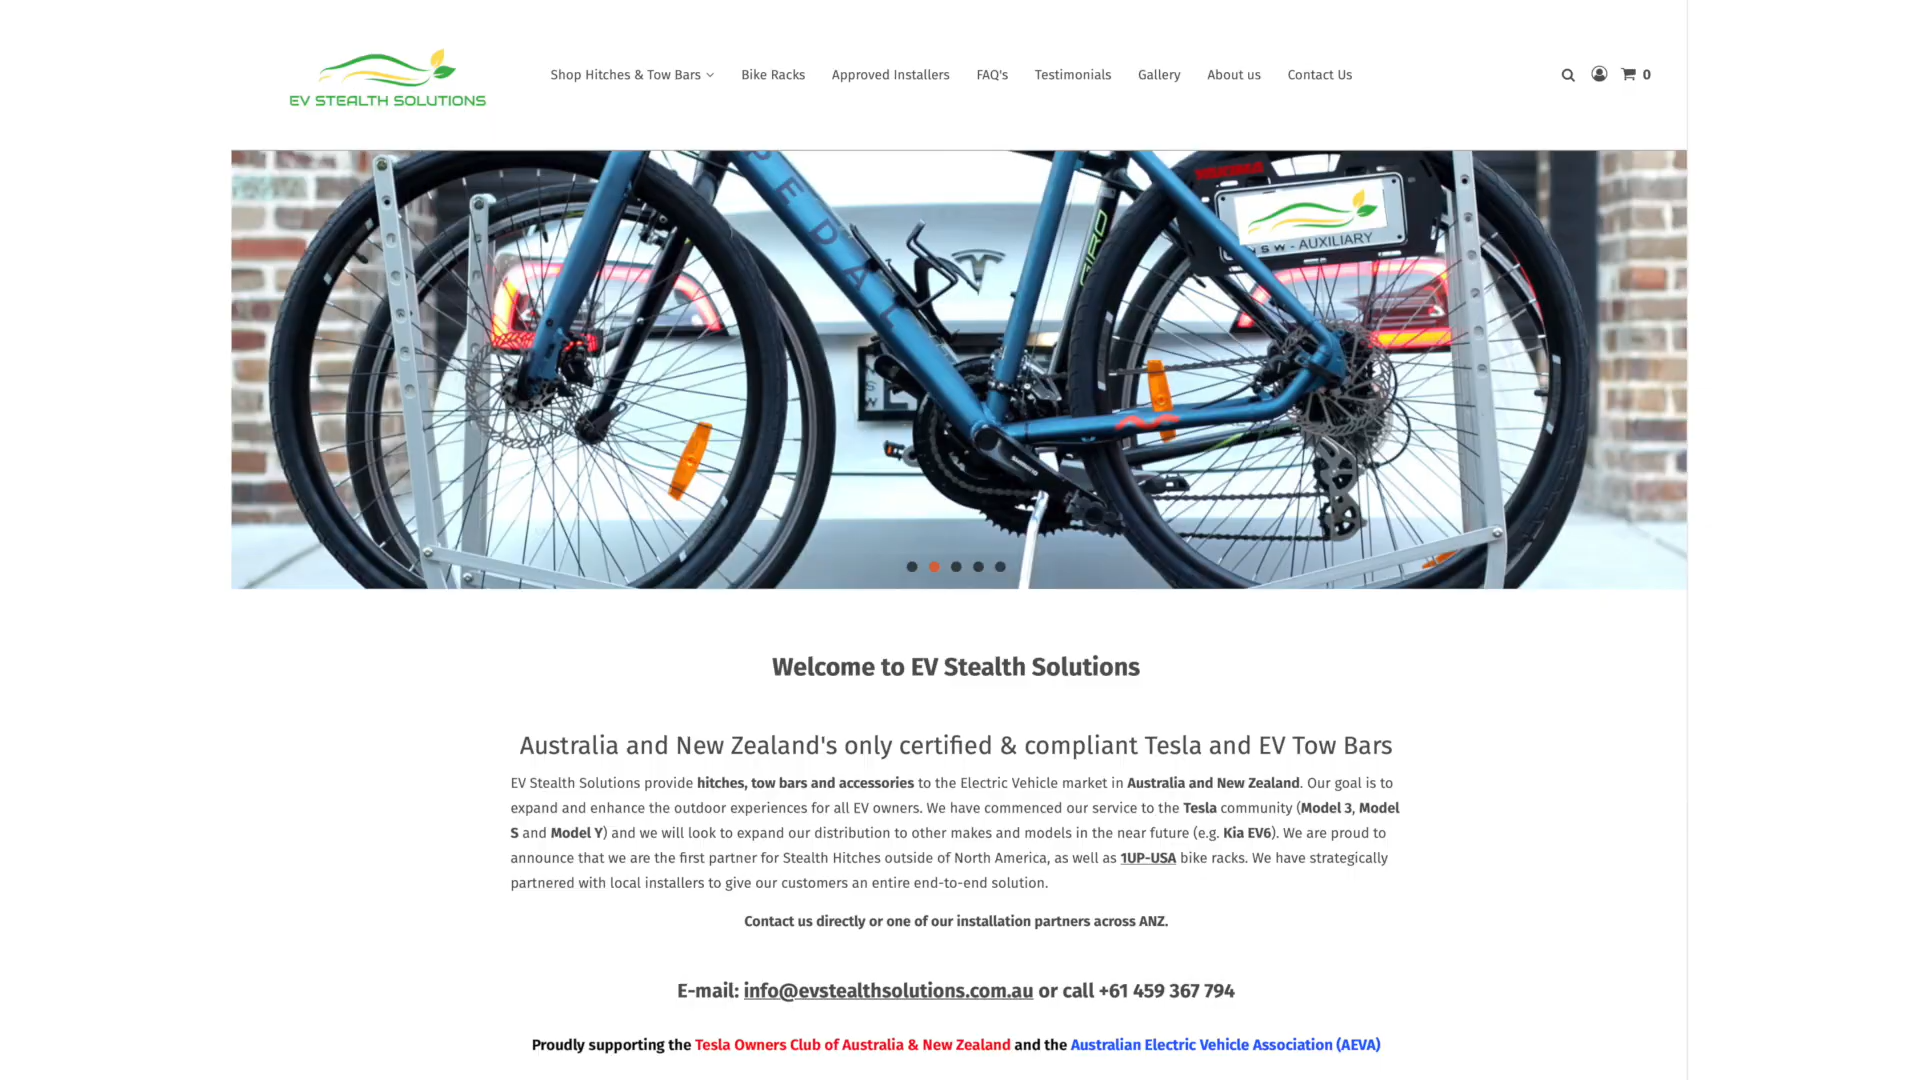 EV STEALTH SOLUTIONS
Shop Hitches & Tow Bars
Bike Racks
Approved Installers
FAQ's
Testimonials
Gallery
About us
Contact Us
0
PEDAL
GIRO
YAKIMA
NSW - AUXILIARY
SHIMANO
Welcome to EV Stealth Solutions
Australia and New Zealand's only certified & compliant Tesla and EV Tow Bars
EV Stealth Solutions provide hitches, tow bars and accessories to the Electric Vehicle market in Australia and New Zealand. Our goal is to
expand and enhance the outdoor experiences for all EV owners. We have commenced our service to the Tesla community (Model 3, Model
S and Model Y) and we will look to expand our distribution to other makes and models in the near future (e.g. Kia EV6). We are proud to
announce that we are the first partner for Stealth Hitches outside of North America, as well as 1UP-USA bike racks. We have strategically
partnered with local installers to give our customers an entire end-to-end solution.
Contact us directly or one of our installation partners across ANZ.
E-mail: info@evstealthsolutions.com.au or call +61 459 367 794
Proudly supporting the Tesla Owners Club of Australia & New Zealand and the Australian Electric Vehicle Association (AEVA)